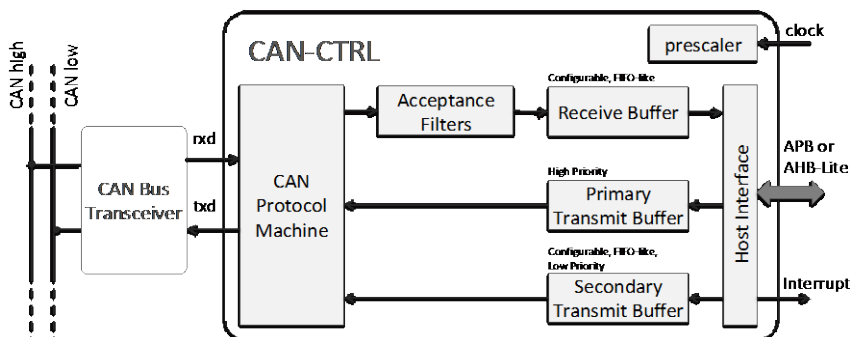 CAN high
CAN low
CAN-CTRL
prescaler
clock
rxd
txd
CAN Bus
Transceiver
CAN
Protocol
Machine
Acceptance
Filters
Configurable, FIFO-like
Receive Buffer
High Priority
Primary
Transmit Buffer
Configurable, FIFO-like,
Low Priority
Secondary
Transmit Buffer
Host Interface
APB or
AHB-Lite
Interrupt